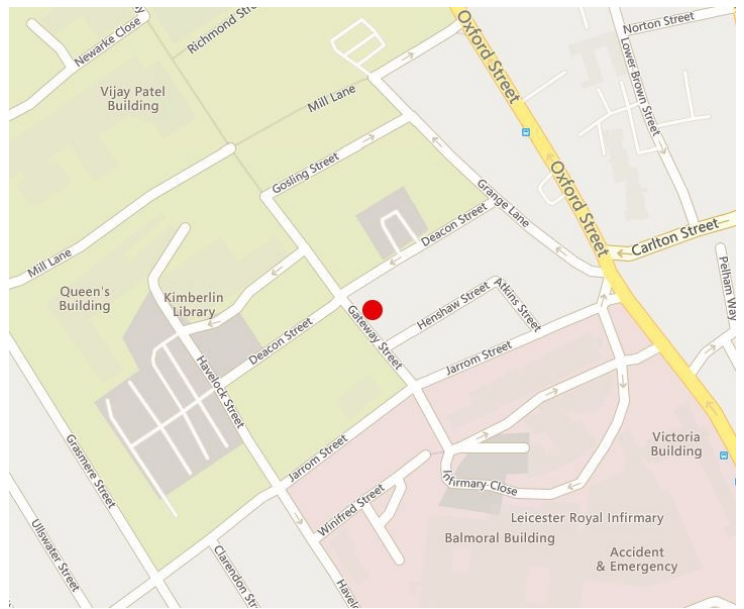 Newarke Close
Richmond Stre
Oxford Street
Norton Street
Lower Brown Street
Vijay Patel
Building
Mill Lane
Gosling Street
Oxford Street
Grange Lane
Deacon Street
Carlton Street
Pelham Way
Mill Lane
Queen's
Building
Kimberlin
Library
Atkins Street
Henshaw Street
Gateway Street
Deacon Street
Havelock Street
Jarrom Street
Grasmere Street
Jarrom Street
Victoria
Building
Infirmary Close
Winifred Street
Leicester Royal Infirmary
Balmoral Building
Ullswater Street
Clarendon Street
Accident
& Emergency
Havelo